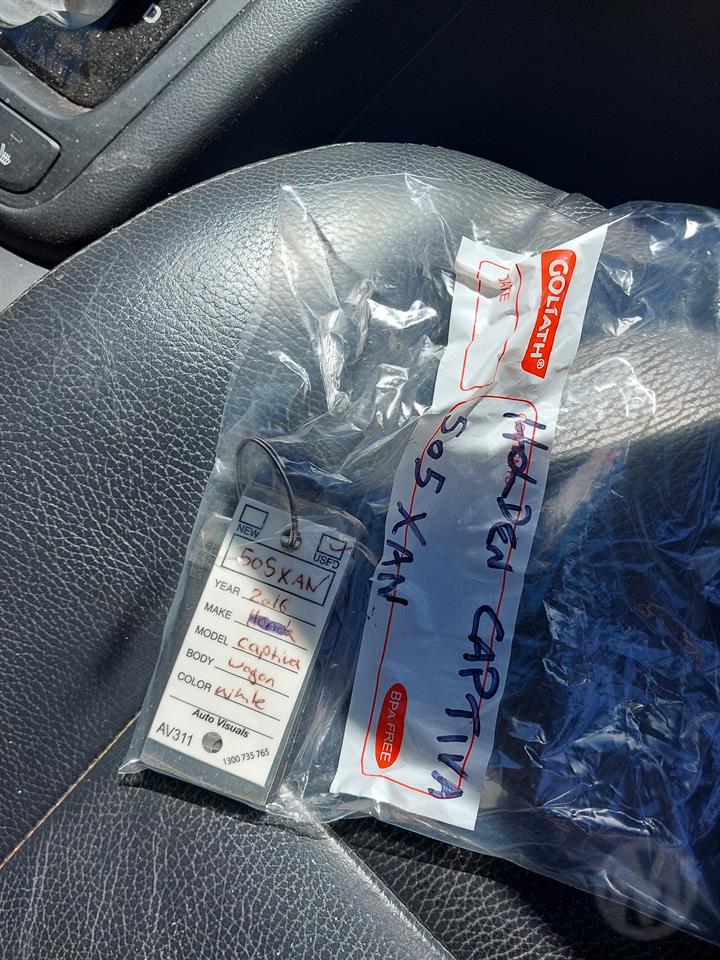 D
GOLIATH®
DATE
HOLDEN CAPTIVA
505 XAN
BPA FREE
NEW
USED
505XAN
YEAR 2016
MAKE
MODEL Captiva
BODY wagon
COLOR white
Auto Visuals
AV311
1300 735 765